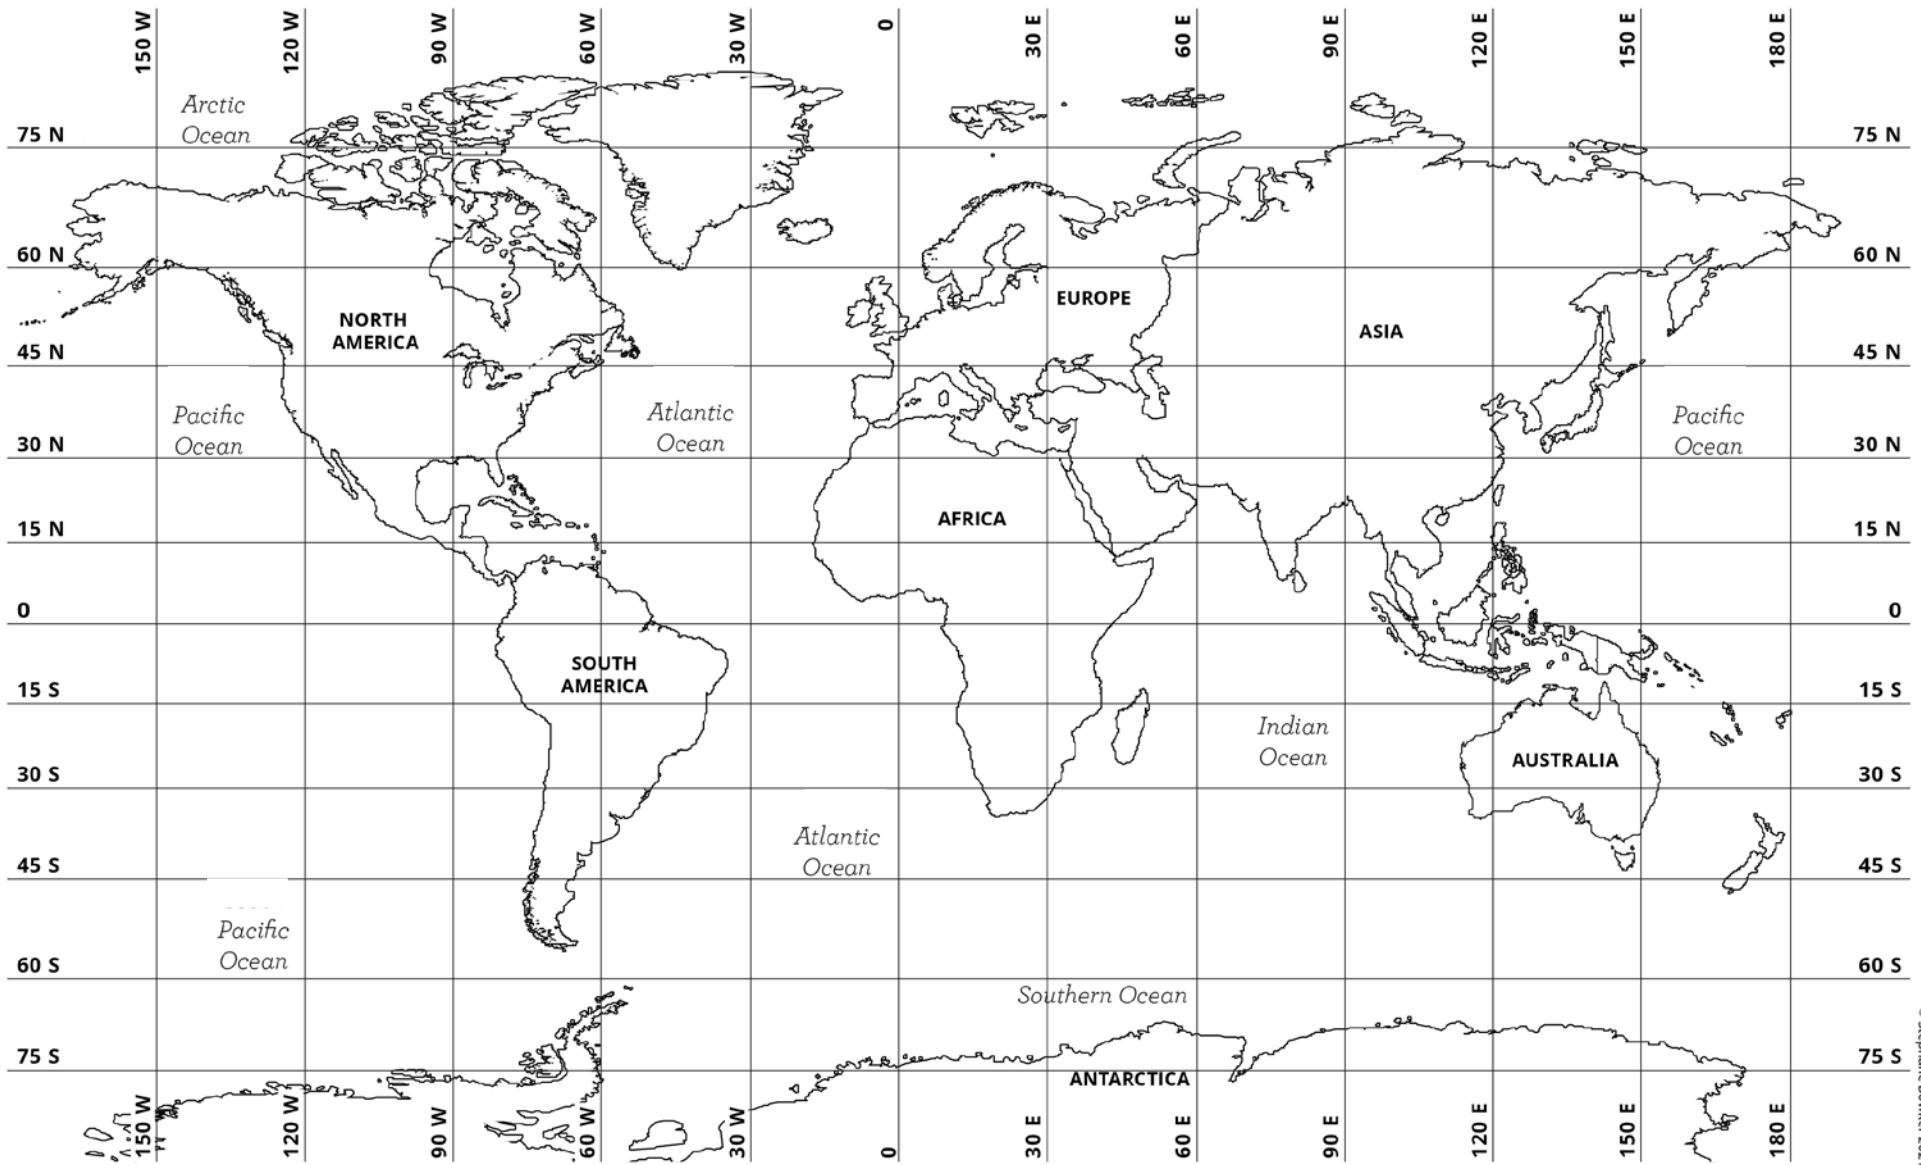 150 W
120 W
90 W
60 W
30 W
0
30 E
60 E
90 E
120 E
150 E
180 E
Arctic
Ocean
75 N
75 N
60 N
60 N
EUROPE
NORTH
AMERICA
ASIA
45 N
45 N
Pacific
Ocean
Atlantic
Ocean
Pacific
Ocean
30 N
30 N
AFRICA
15 N
15 N
0
0
SOUTH
AMERICA
15 S
15 S
Indian
Ocean
AUSTRALIA
30 S
30 S
Atlantic
Ocean
45 S
45 S
Pacific
Ocean
60 S
60 S
Southern Ocean
75 S
75 S
ANTARCTICA
150 W
120 W
90 W
60 W
30 W
0
30 E
60 E
90 E
120 E
150 E
180 E